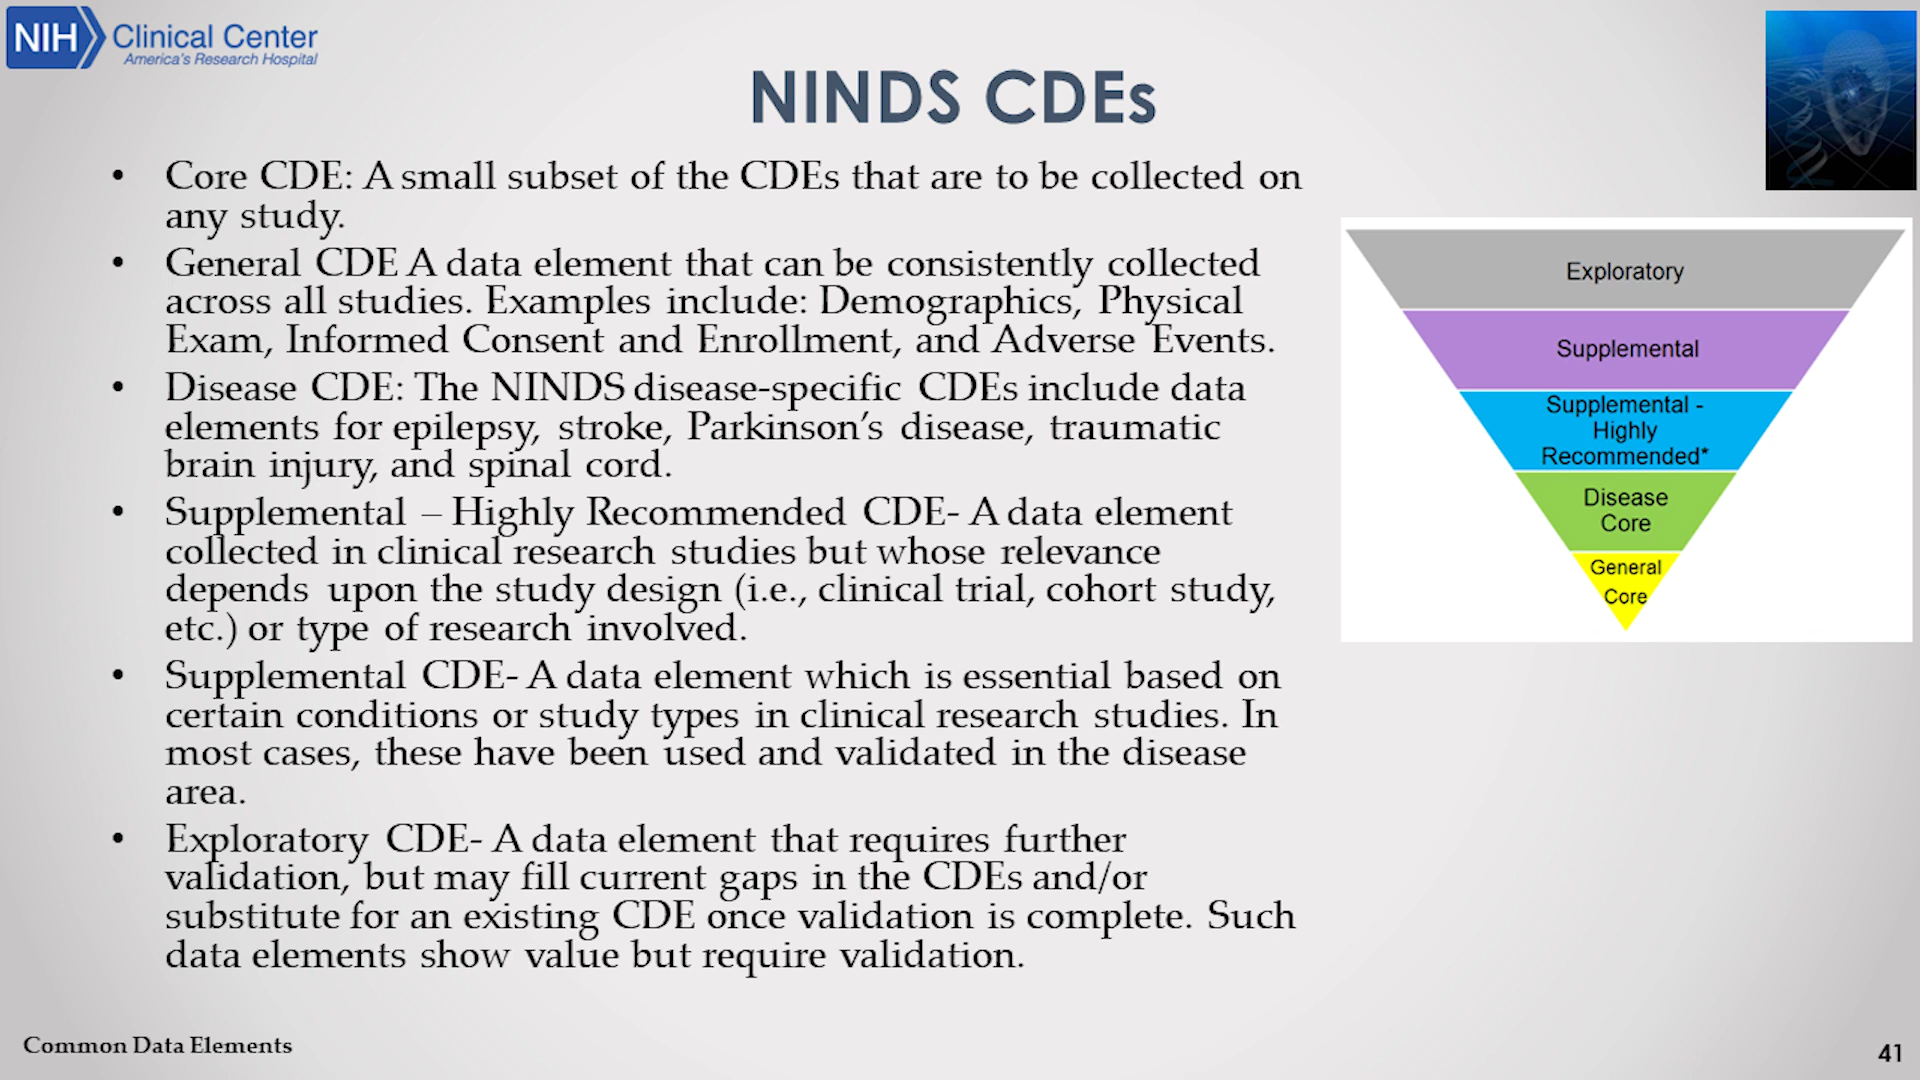 NIH Clinical Center
America's Research Hospital
NINDS CDEs
• Core CDE: A small subset of the CDEs that are to be collected on
any study.
• General CDE A data element that can be consistently collected
across all studies. Examples include: Demographics, Physical
Exam, Informed Consent and Enrollment, and Adverse Events.
• Disease CDE: The NINDS disease-specific CDEs include data
elements for epilepsy, stroke, Parkinson's disease, traumatic
brain injury, and spinal cord.
• Supplemental – Highly Recommended CDE- A data element
collected in clinical research studies but whose relevance
depends upon the study design (i.e., clinical trial, cohort study,
etc.) or type of research involved.
• Supplemental CDE- A data element which is essential based on
certain conditions or study types in clinical research studies. In
most cases, these have been used and validated in the disease
area.
• Exploratory CDE- A data element that requires further
validation, but may fill current gaps in the CDEs and/or
substitute for an existing CDE once validation is complete. Such
data elements show value but require validation.
Exploratory
Supplemental
Supplemental -
Highly
Recommended*
Disease
Core
General
Core
Common Data Elements
41